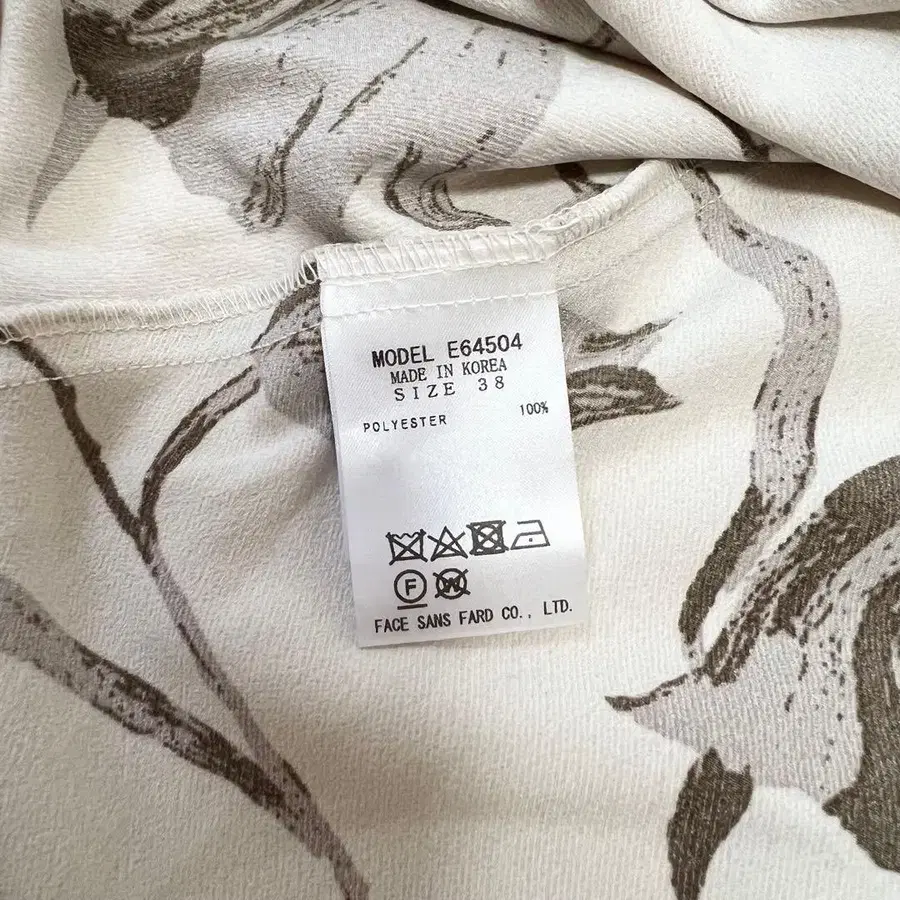 MODEL E64504
MADE IN KOREA
SIZE 38
POLYESTER 100%
F W
FACE SANS FARD CO., LTD.